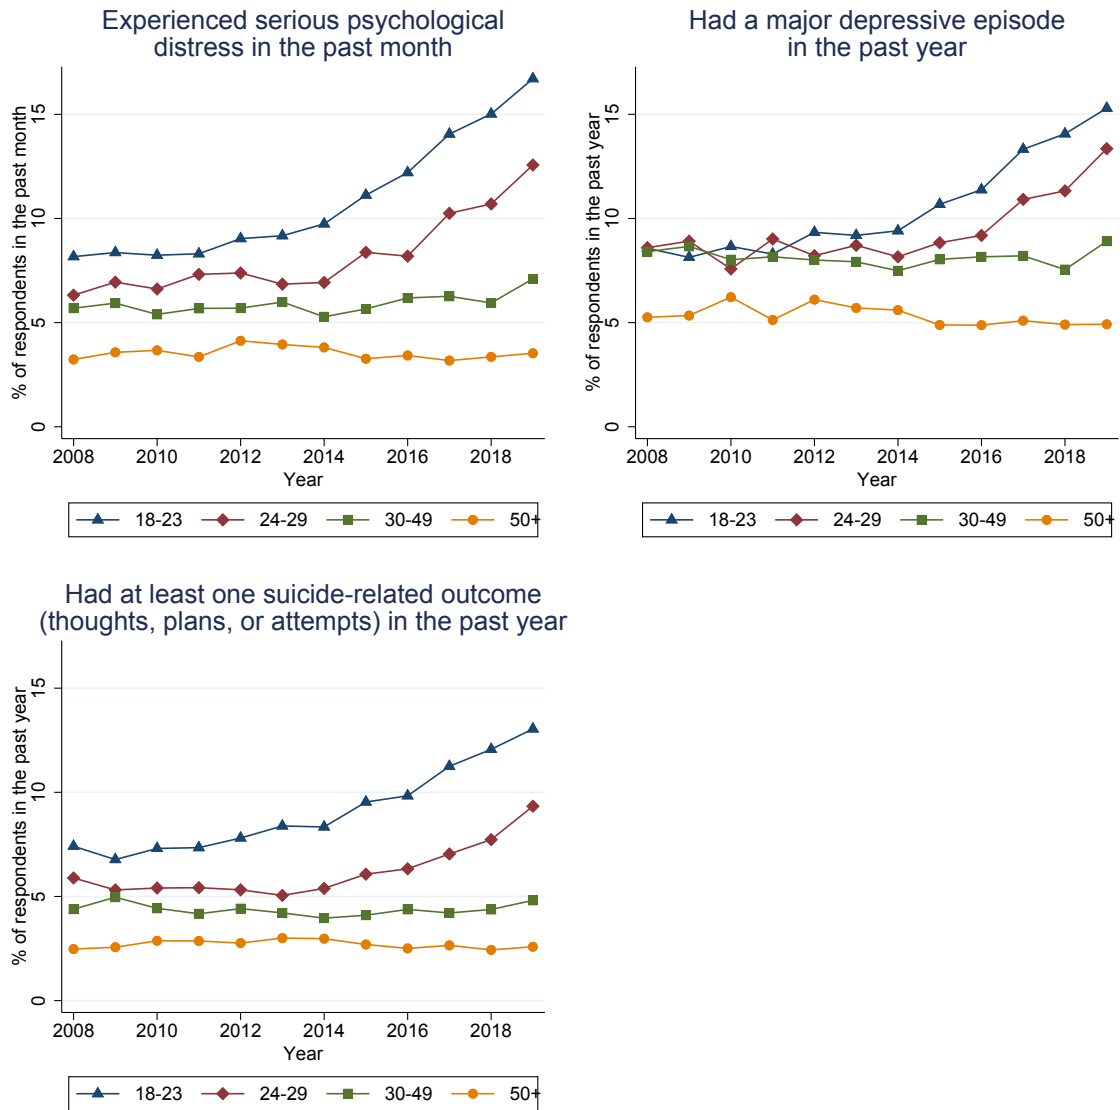 Experienced serious psychological
distress in the past month
% of respondents in the past month
15
10
5
0
2008 2010 2012 2014 2016 2018
Year
18-23 24-29 30-49 50+
Had a major depressive episode
in the past year
% of respondents in the past year
15
10
5
0
2008 2010 2012 2014 2016 2018
Year
18-23 24-29 30-49 50+
Had at least one suicide-related outcome
(thoughts, plans, or attempts) in the past year
% of respondents in the past year
15
10
5
0
2008 2010 2012 2014 2016 2018
Year
18-23 24-29 30-49 50+